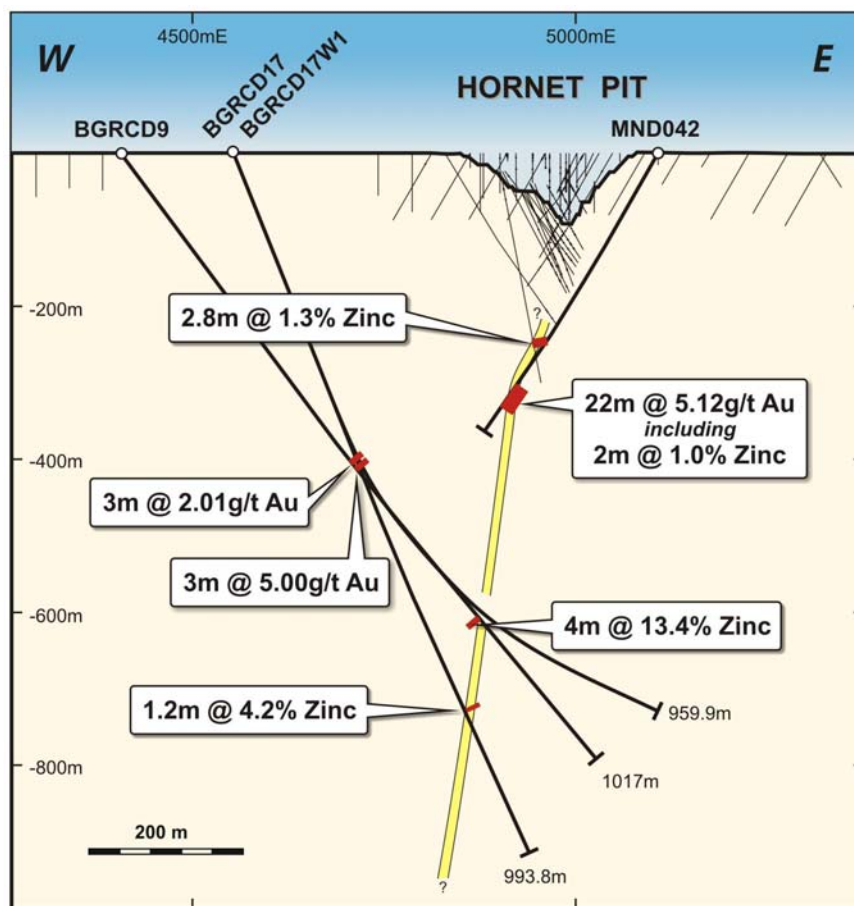 4500mE
5000mE
W
E
HORNET PIT
BGRCD9
BGRCD17
BGRCD17W1
MND042
-200m
2.8m @ 1.3% Zinc
?
22m @ 5.12g/t Au
including
2m @ 1.0% Zinc
-400m
3m @ 2.01g/t Au
3m @ 5.00g/t Au
-600m
4m @ 13.4% Zinc
1.2m @ 4.2% Zinc
959.9m
-800m
1017m
200 m
993.8m
?